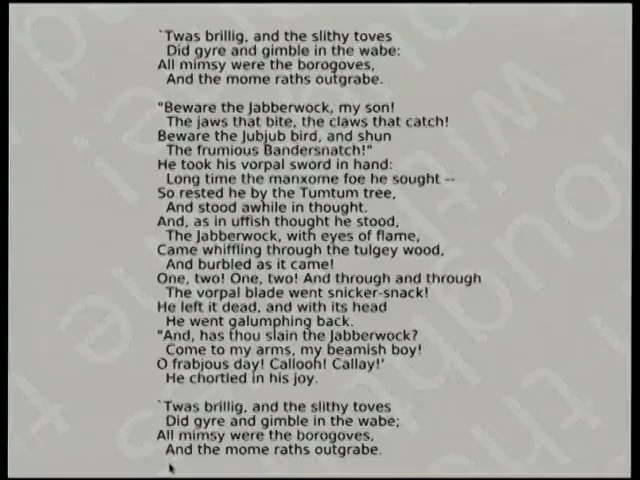 `Twas brillig, and the slithy toves
Did gyre and gimble in the wabe:
All mimsy were the borogoves,
And the mome raths outgrabe.
"Beware the Jabberwock, my son!
The jaws that bite, the claws that catch!
Beware the Jubjub bird, and shun
The frumious Bandersnatch!"
He took his vorpal sword in hand:
Long time the manxome foe he sought --
So rested he by the Tumtum tree,
And stood awhile in thought.
And, as in uffish thought he stood,
The Jabberwock, with eyes of flame,
Came whiffling through the tulgey wood,
And burbled as it came!
One, two! One, two! And through and through
The vorpal blade went snicker-snack!
He left it dead, and with its head
He went galumphing back.
"And, has thou slain the Jabberwock?
Come to my arms, my beamish boy!
O frabjous day! Callooh! Callay!'
He chortled in his joy.
`Twas brillig, and the slithy toves
Did gyre and gimble in the wabe;
All mimsy were the borogoves,
And the mome raths outgrabe.